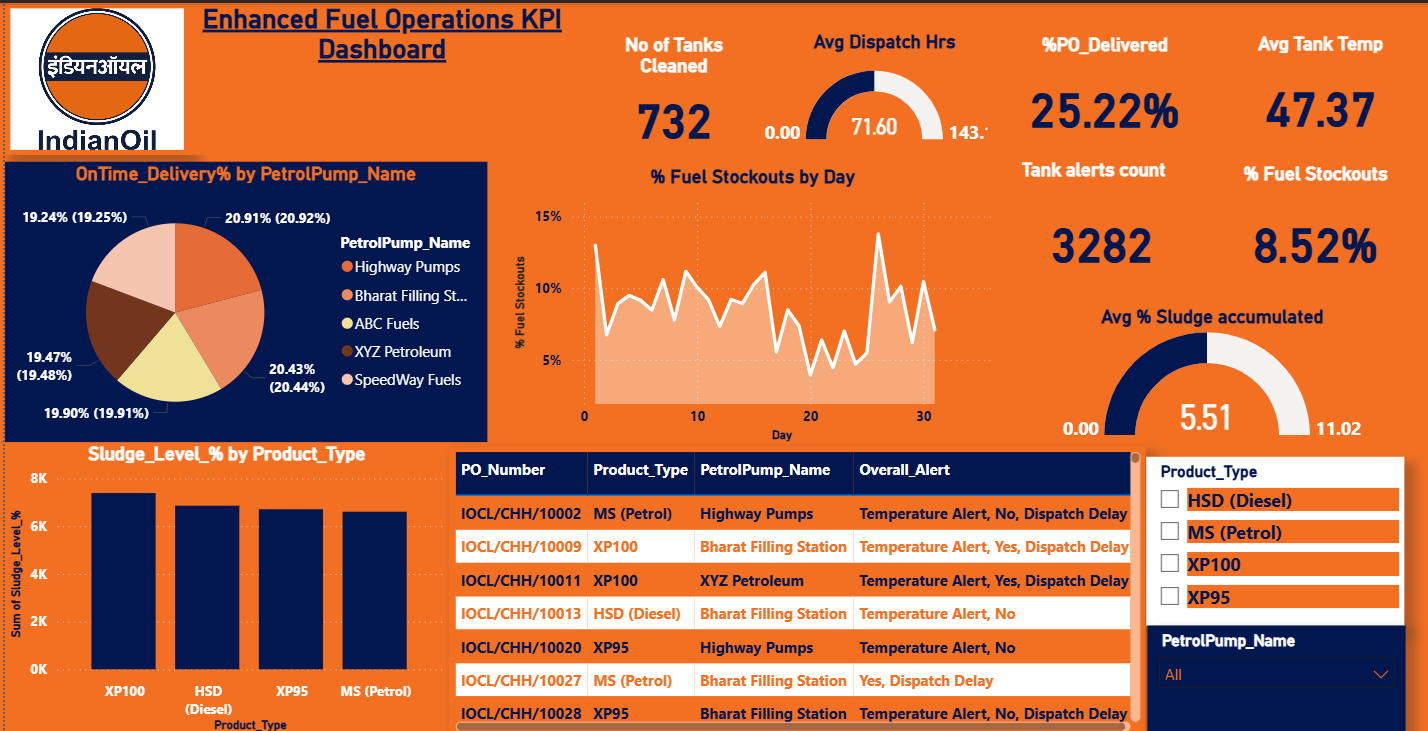 इंडियनऑयल
IndianOil
Enhanced Fuel Operations KPI
Dashboard
No of Tanks
Cleaned
732
Avg Dispatch Hrs
0.00
71.60
143.
%PO_Delivered
25.22%
Avg Tank Temp
47.37
OnTime_Delivery% by PetrolPump_Name
19.24% (19.25%)
20.91% (20.92%)
19.47%
(19.48%)
20.43%
(20.44%)
19.90% (19.91%)
PetrolPump_Name
Highway Pumps
Bharat Filling St...
ABC Fuels
XYZ Petroleum
SpeedWay Fuels
% Fuel Stockouts by Day
% Fuel Stockouts
15%
10%
5%
0 10 20 30
Day
Tank alerts count
3282
% Fuel Stockouts
8.52%
Avg % Sludge accumulated
0.00
5.51
11.02
Sludge_Level_% by Product_Type
Sum of Sludge_Level_%
8K
6K
4K
2K
0K
XP100
HSD
(Diesel)
XP95
MS (Petrol)
Product_Type
PO_Number Product_Type PetrolPump_Name Overall_Alert
IOCL/CHH/10002 MS (Petrol) Highway Pumps Temperature Alert, No, Dispatch Delay
IOCL/CHH/10009 XP100 Bharat Filling Station Temperature Alert, Yes, Dispatch Delay
IOCL/CHH/10011 XP100 XYZ Petroleum Temperature Alert, Yes, Dispatch Delay
IOCL/CHH/10013 HSD (Diesel) Bharat Filling Station Temperature Alert, No
IOCL/CHH/10020 XP95 Highway Pumps Temperature Alert, No
IOCL/CHH/10027 MS (Petrol) Bharat Filling Station Yes, Dispatch Delay
IOCL/CHH/10028 XP95 Bharat Filling Station Temperature Alert, No, Dispatch Delay
Product_Type
HSD (Diesel)
MS (Petrol)
XP100
XP95
PetrolPump_Name
All